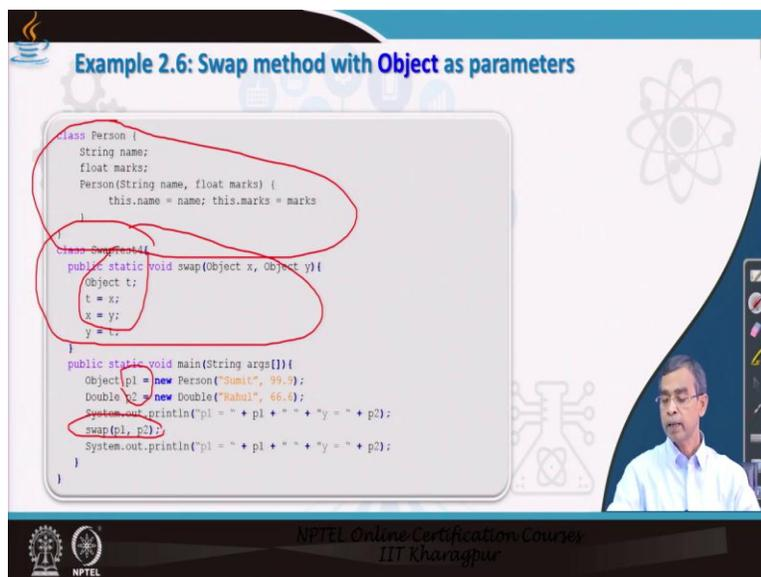 Example 2.6: Swap method with Object as parameters
class Person {
String name;
float marks;
Person(String name, float marks) {
this.name = name; this.marks = marks
}
}
class SwapTest4{
public static void swap(Object x, Object y){
Object t;
t = x;
x = y;
y = t;
}
public static void main(String args[]){
Object p1 = new Person("Sumit", 99.9);
Double p2 = new Double("Rahul", 66.6);
System.out.println("p1 = " + p1 + " " + "y = " + p2);
swap(p1, p2);
System.out.println("p1 = " + p1 + " " + "y = " + p2);
}
}
NPTEL Online Certification Courses
IIT Kharagpur
NPTEL